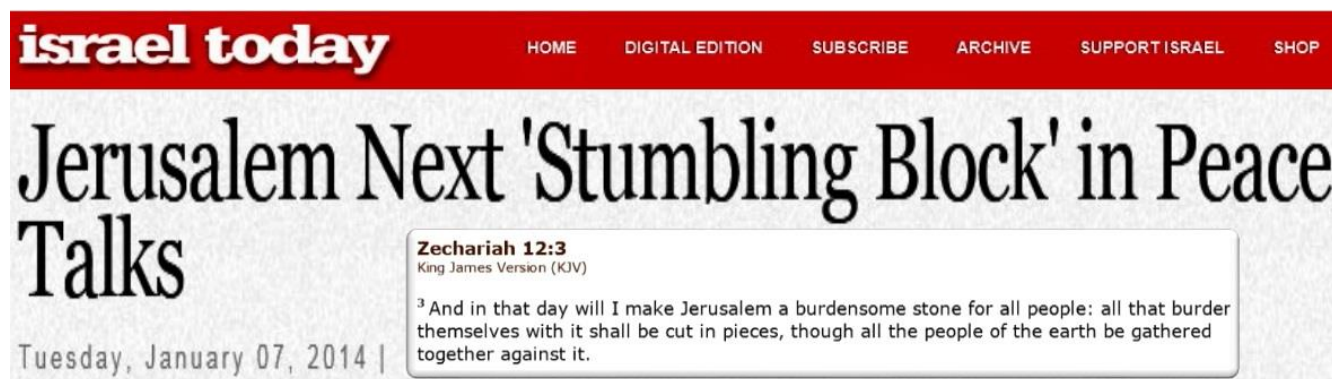 israel today
HOME DIGITAL EDITION SUBSCRIBE ARCHIVE SUPPORT ISRAEL SHOP
Jerusalem Next 'Stumbling Block' in Peace
Talks
Zechariah 12:3
King James Version (KJV)
3 And in that day will I make Jerusalem a burdensome stone for all people: all that burder
themselves with it shall be cut in pieces, though all the people of the earth be gathered
together against it.
Tuesday, January 07, 2014 |